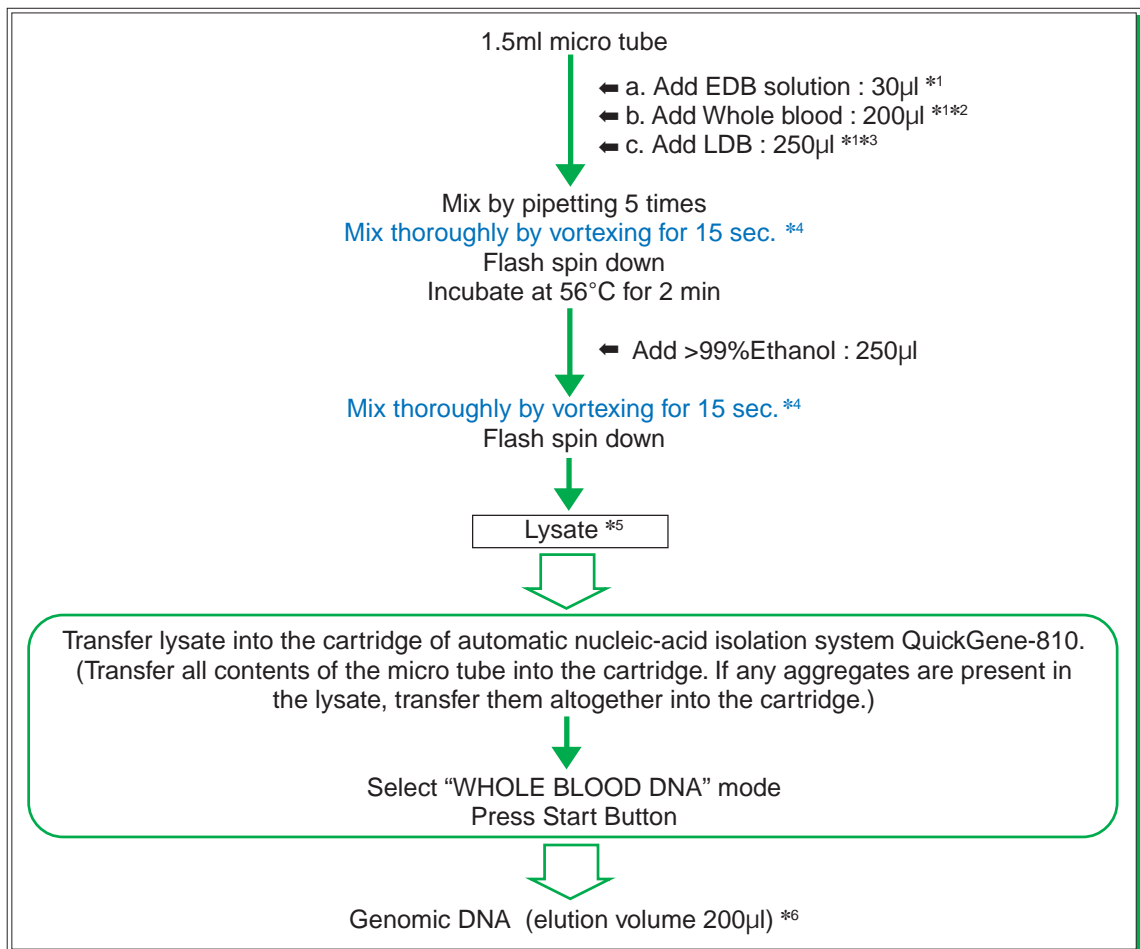 1.5ml micro tube
⬅ a. Add EDB solution : 30μl *1
⬅ b. Add Whole blood : 200μl *1*2
⬅ c. Add LDB : 250μl *1*3
Mix by pipetting 5 times
Mix thoroughly by vortexing for 15 sec. *4
Flash spin down
Incubate at 56°C for 2 min
⬅ Add >99%Ethanol : 250μl
Mix thoroughly by vortexing for 15 sec. *4
Flash spin down
Lysate *5
Transfer lysate into the cartridge of automatic nucleic-acid isolation system QuickGene-810.
(Transfer all contents of the micro tube into the cartridge. If any aggregates are present in
the lysate, transfer them altogether into the cartridge.)
Select “WHOLE BLOOD DNA” mode
Press Start Button
Genomic DNA (elution volume 200μl) *6